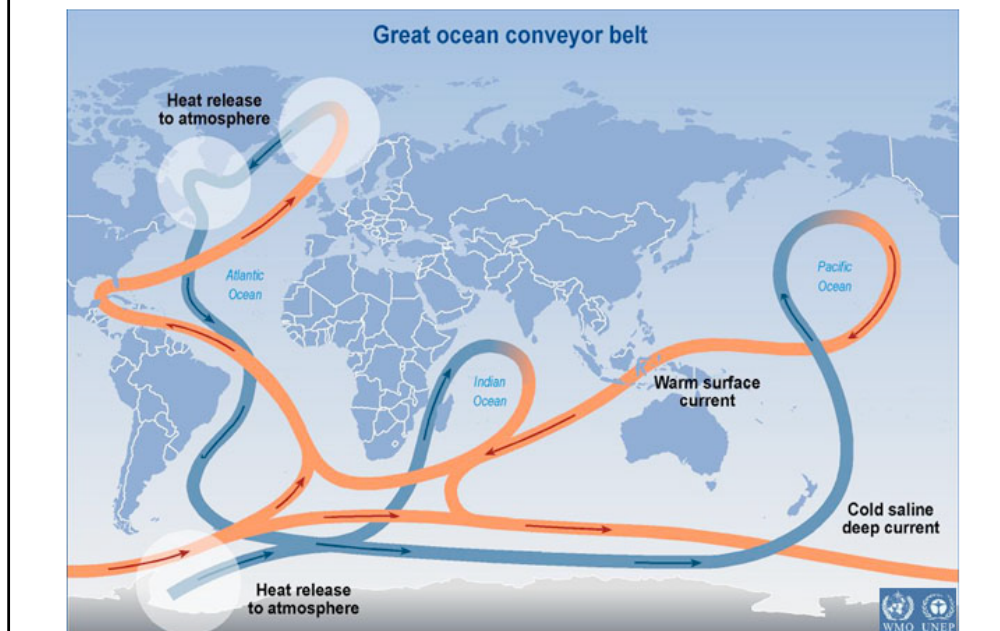 Great ocean conveyor belt
Heat release
to atmosphere
Atlantic
Ocean
Pacific
Ocean
Indian
Ocean
Warm surface
current
Cold saline
deep current
Heat release
to atmosphere
WMO UNEP